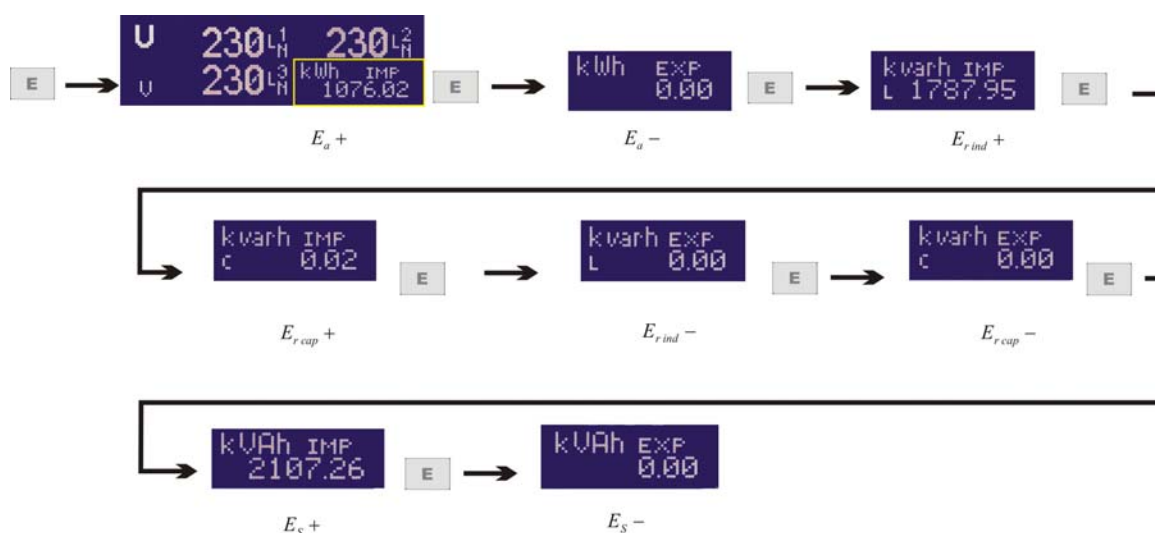 V 230 L1 N 230 L2 N
V 230 L3 N kWh IMP
1076.02
E
E
kWh EXP
0.00
E
kvarh IMP
L 1787.95
E
Ea +
Ea −
Er ind +
kvarh IMP
C 0.02
E
kvarh EXP
L 0.00
E
kvarh EXP
C 0.00
E
Er cap +
Er ind −
Er cap −
kVAh IMP
2107.26
E
kVAh EXP
0.00
ES +
ES −